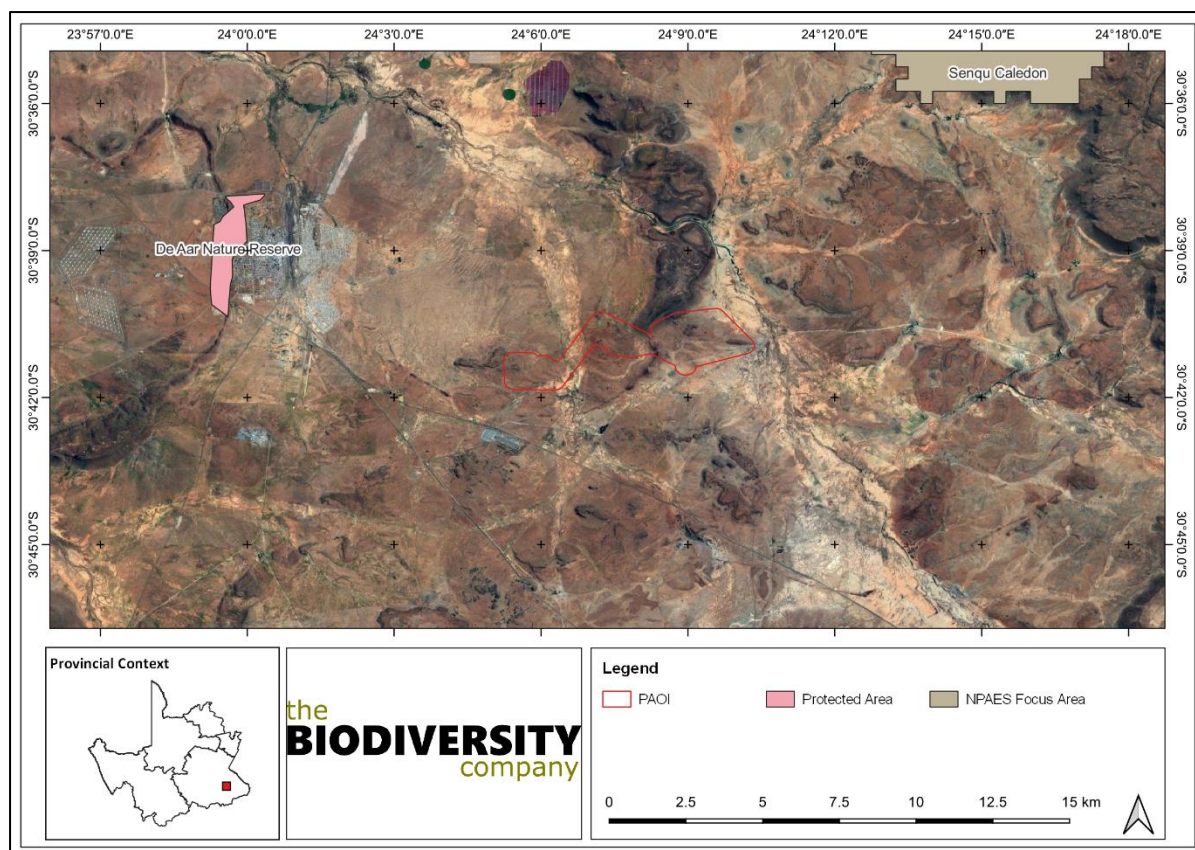 23°57'0.0"E 24°0'0.0"E 24°3'0.0"E 24°6'0.0"E 24°9'0.0"E 24°12'0.0"E 24°15'0.0"E 24°18'0.0"E
Senqu Caledon
30°36'0.0"S 30°36'0.0"S
De Aar Nature Reserve
30°39'0.0"S 30°39'0.0"S
30°42'0.0"S 30°42'0.0"S
30°45'0.0"S 30°45'0.0"S
Provincial Context
the
BIODIVERSITY
company
Legend
PAOI Protected Area NPAES Focus Area
0 2.5 5 7.5 10 12.5 15 km